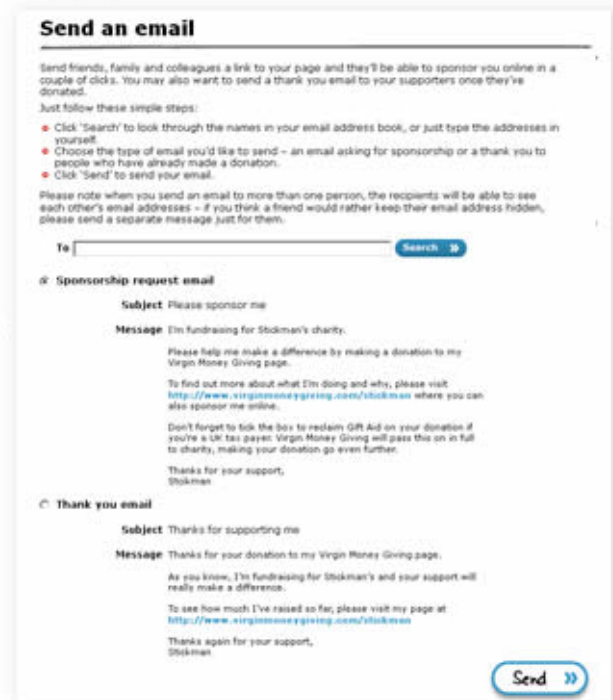 Send an email
Send friends, family and colleagues a link to your page and they'll be able to sponsor you online in a
couple of clicks. You may also want to send a thank you email to your supporters once they've
donated.
Just follow these simple steps:
Click 'Search' to look through the names in your email address book, or just type the addresses in
yourself.
Choose the type of email you'd like to send – an email asking for sponsorship or a thank you to
people who have already made a donation.
Click 'Send' to send your email.
Please note when you send an email to more than one person, the recipients will be able to see
each other's email addresses – if you think a friend would rather keep their email address hidden,
please send a separate message just for them.
To Search »
Sponsorship request email
Subject Please sponsor me
Message I'm fundraising for Stickman's charity.
Please help me make a difference by making a donation to my
Virgin Money Giving page.
To find out more about what I'm doing and why, please visit
http://www.virginmoneygiving.com/stickman where you can
also sponsor me online.
Don't forget to tick the box to reclaim Gift Aid on your donation if
you're a UK tax payer. Virgin Money Giving will pass this on in full
to charity, making your donation go even further.
Thanks for your support,
Stickman
Thank you email
Subject Thanks for supporting me
Message Thanks for your donation to my Virgin Money Giving page.
As you know, I'm fundraising for Stickman's and your support will
really make a difference.
To see how much I've raised so far, please visit my page at
http://www.virginmoneygiving.com/stickman
Thanks again for your support,
Stickman
Send »